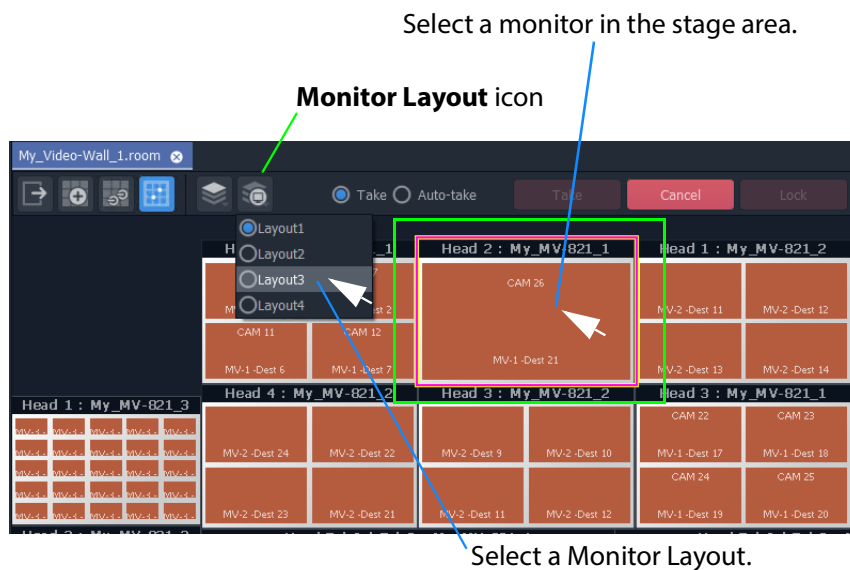 Select a monitor in the stage area.
Monitor Layout icon
My_Video-Wall_1.room
Take Auto-take Take Cancel Lock
Layout1
Layout2
Layout3
Layout4
_1 Head 2 : My_MV-821_1 Head 1 : My_MV-821_2
CAM 26
MV-2 -Dest 11 MV-2 -Dest 12
CAM 11 CAM 12
MV-1 -Dest 6 MV-1 -Dest 7 MV-1 -Dest 21 MV-2 -Dest 13 MV-2 -Dest 14
Head 1 : My_MV-821_3 Head 4 : My_MV-821_2 Head 3 : My_MV-821_2 Head 3 : My_MV-821_1
CAM 22 CAM 23
MV-2 -Dest 24 MV-2 -Dest 22 MV-2 -Dest 9 MV-2 -Dest 10 MV-1 -Dest 17 MV-1 -Dest 18
CAM 24 CAM 25
MV-2 -Dest 23 MV-2 -Dest 21 MV-2 -Dest 11 MV-2 -Dest 12 MV-1 -Dest 19 MV-1 -Dest 20
Select a Monitor Layout.